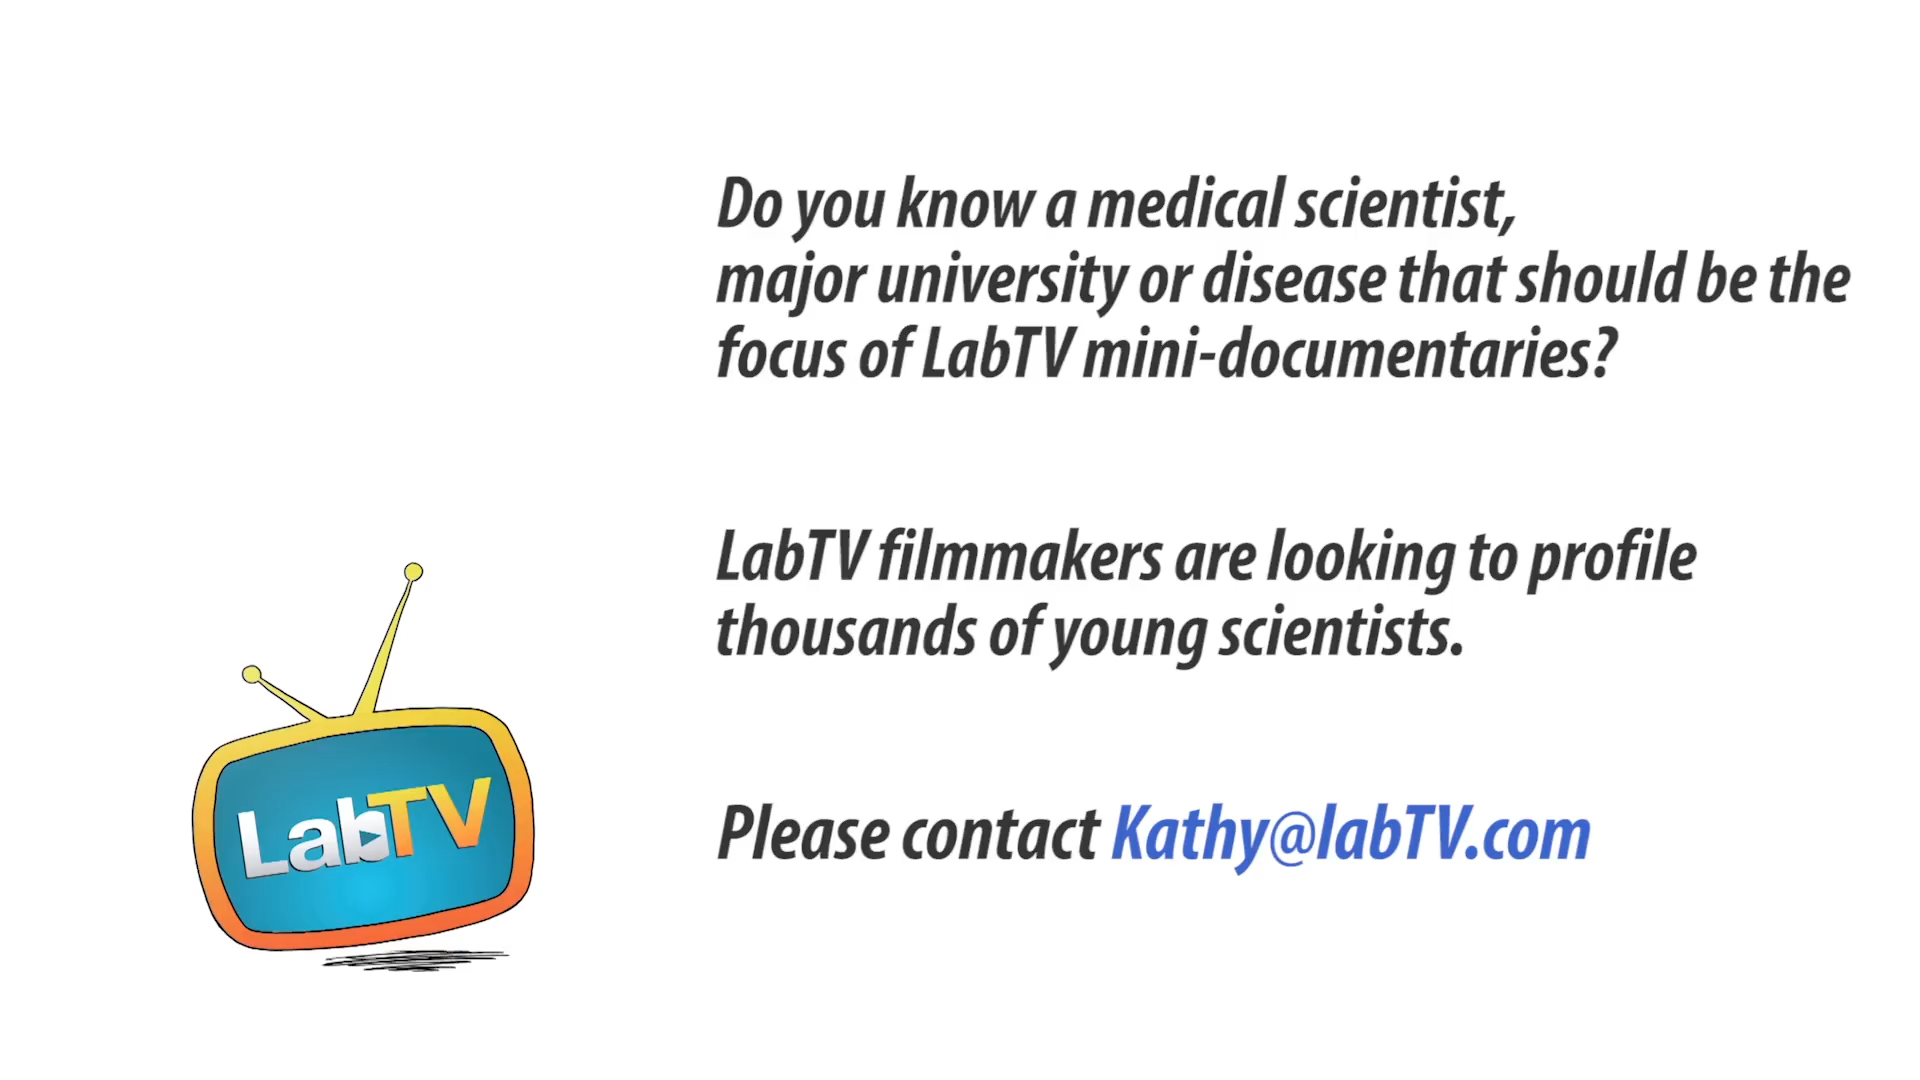 Do you know a medical scientist,
major university or disease that should be the
focus of LabTV mini-documentaries?
LabTV filmmakers are looking to profile
thousands of young scientists.
LabTV
Please contact Kathy@labTV.com